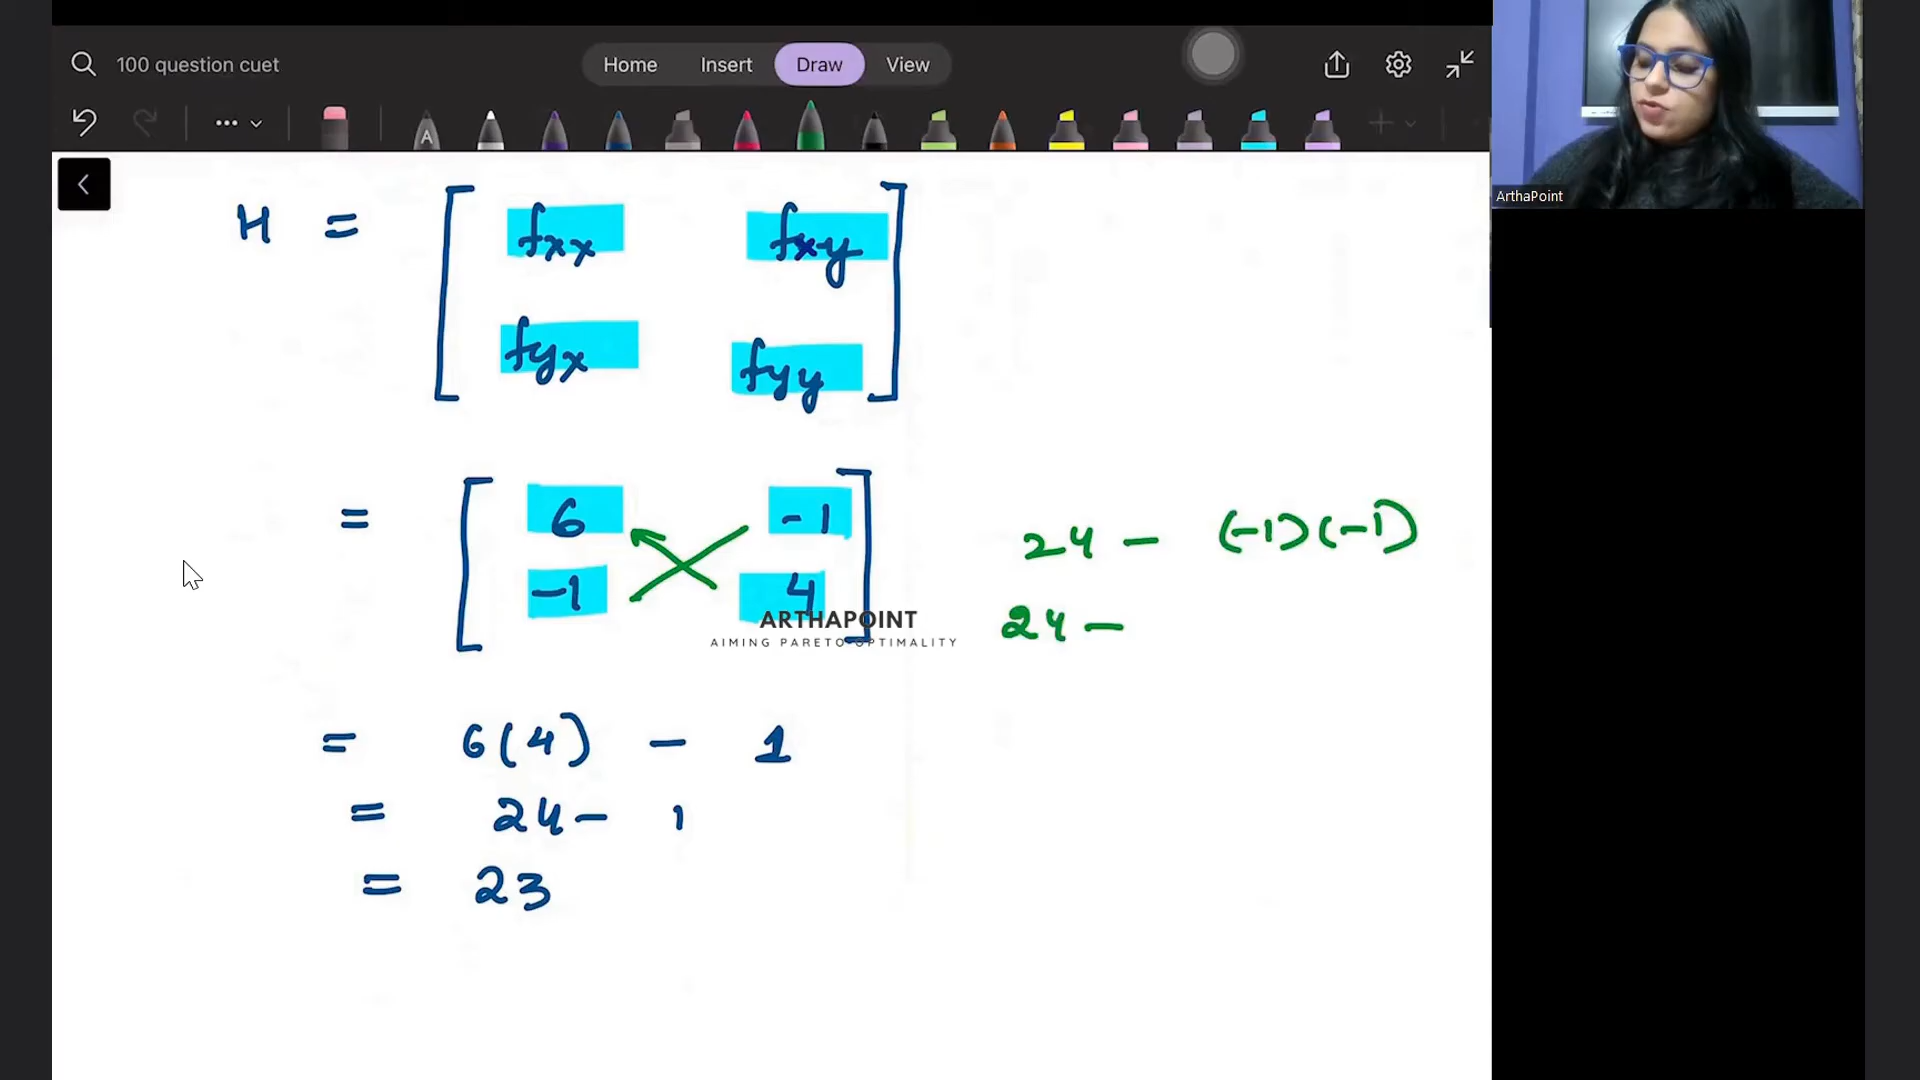 100 question cuet
Home Insert Draw View
A
ArthaPoint
H = [ fxx fxy
fyx fyy ]
= [ 6 -1
-1 4 ]
24 - (-1)(-1)
24 -
ARTHAPOINT
AIMING PARETO OPTIMALITY
= 6(4) - 1
= 24 - 1
= 23